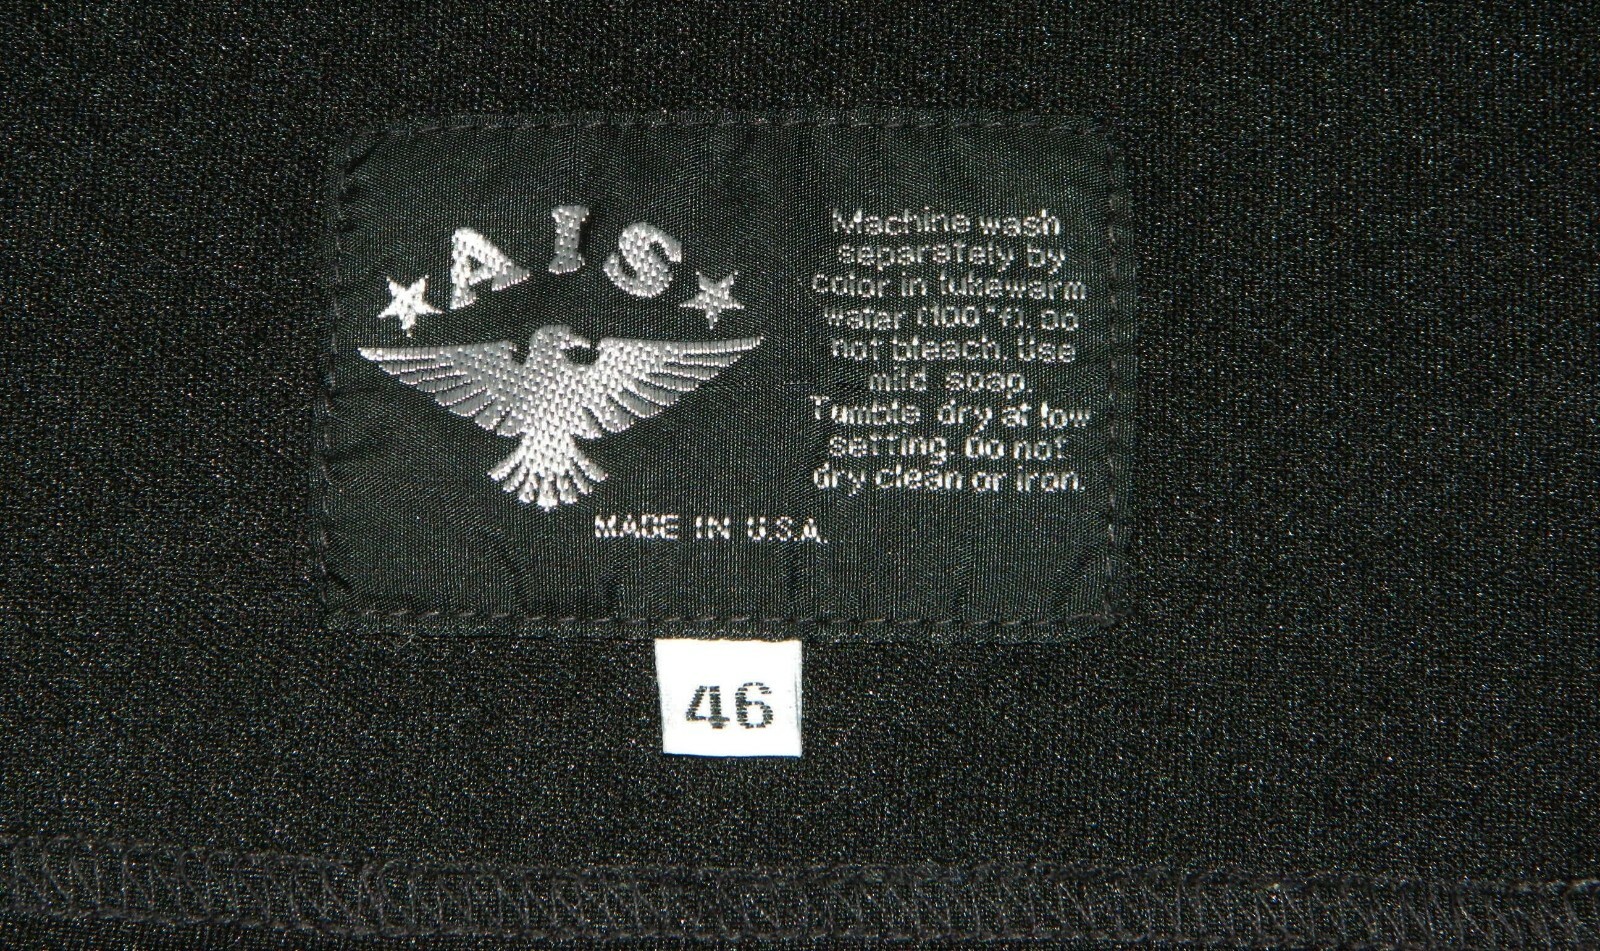 AIS
Machine wash
separately by
color in lukewarm
water (100 °f). Do
not bleach. Use
mild soap.
Tumble dry at low
setting. Do not
dry clean or iron.
MADE IN U.S.A.
46